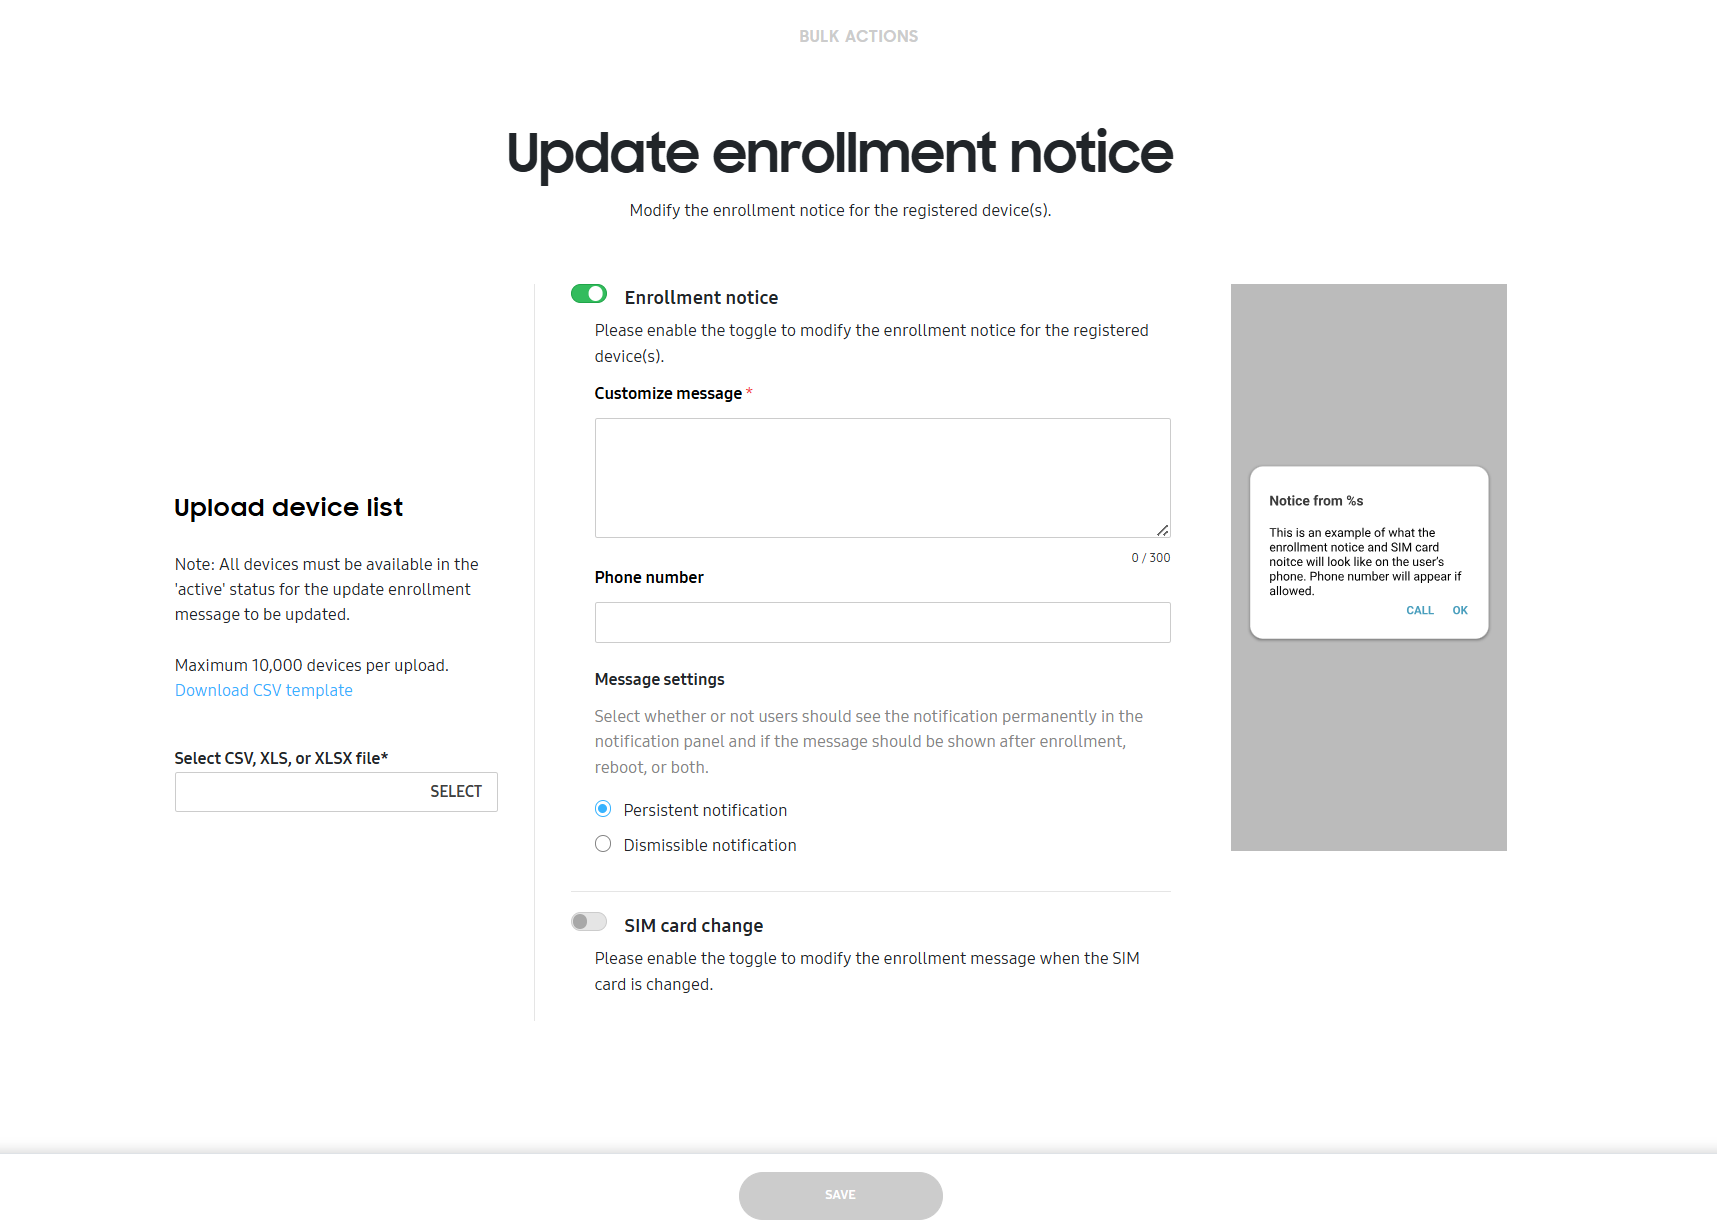 BULK ACTIONS
Update enrollment notice
Modify the enrollment notice for the registered device(s).
Upload device list
Note: All devices must be available in the
'active' status for the update enrollment
message to be updated.
Maximum 10,000 devices per upload.
Download CSV template
Select CSV, XLS, or XLSX file*
SELECT
Enrollment notice
Please enable the toggle to modify the enrollment notice for the registered
device(s).
Customize message *
0 / 300
Phone number
Message settings
Select whether or not users should see the notification permanently in the
notification panel and if the message should be shown after enrollment,
reboot, or both.
Persistent notification
Dismissible notification
SIM card change
Please enable the toggle to modify the enrollment message when the SIM
card is changed.
Notice from %s
This is an example of what the
enrollment notice and SIM card
noitce will look like on the user's
phone. Phone number will appear if
allowed.
CALL OK
SAVE